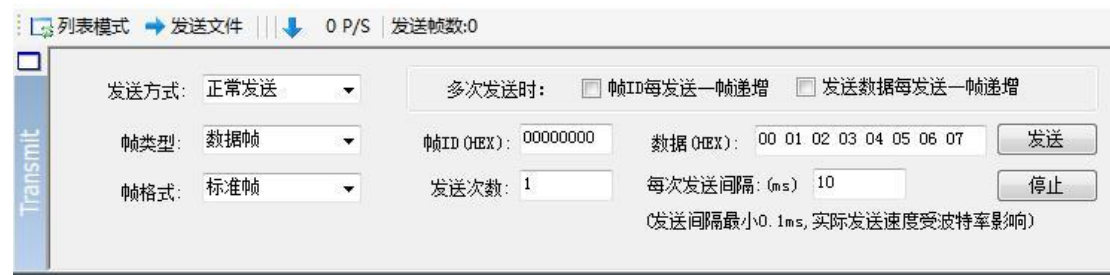 列表模式 发送文件 0 P/S 发送帧数:0
发送方式: 正常发送 多次发送时: 帧ID每发送一帧递增 发送数据每发送一帧递增
帧类型: 数据帧 帧ID(HEX): 00000000 数据(HEX): 00 01 02 03 04 05 06 07 发送
帧格式: 标准帧 发送次数: 1 每次发送间隔:(ms) 10 停止
(发送间隔最小0.1ms,实际发送速度受波特率影响)
Transmit